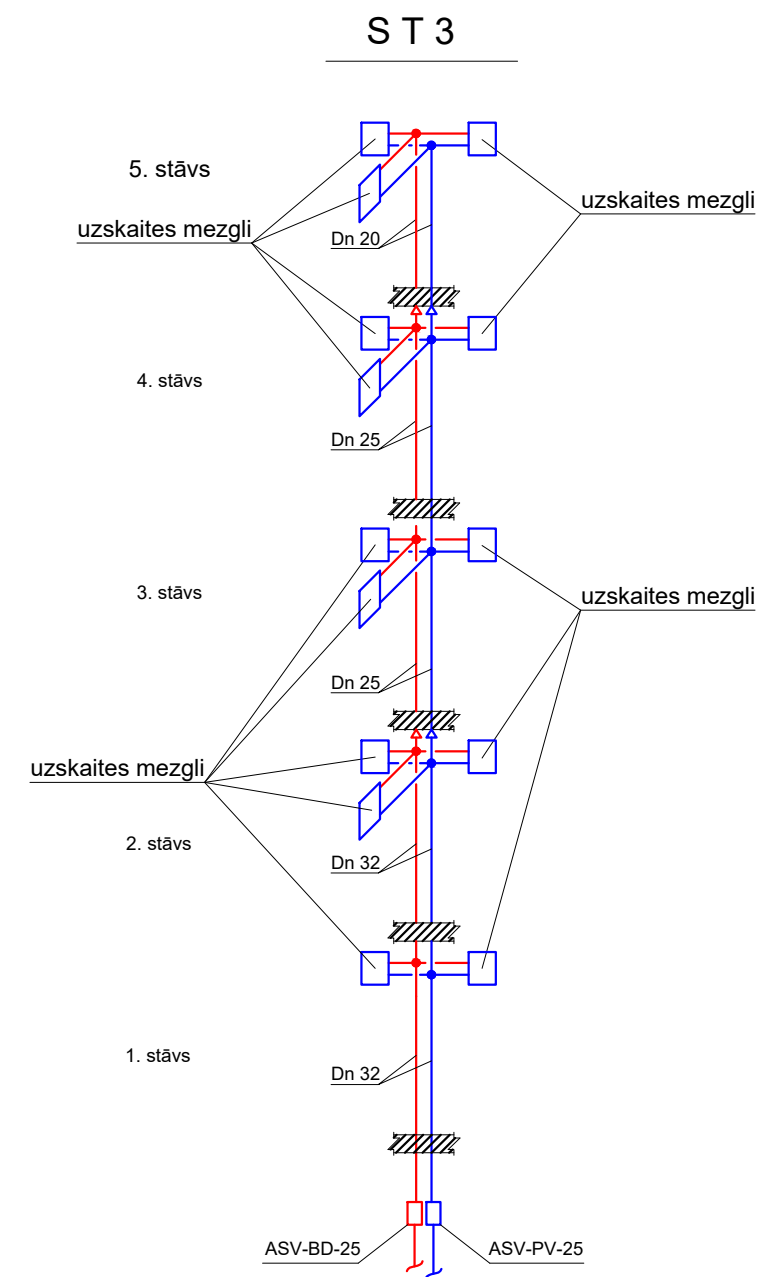 S T 3
5. stāvs
uzskaites mezgli
uzskaites mezgli
Dn 20
4. stāvs
Dn 25
3. stāvs
uzskaites mezgli
Dn 25
uzskaites mezgli
2. stāvs
Dn 32
1. stāvs
Dn 32
ASV-BD-25
ASV-PV-25